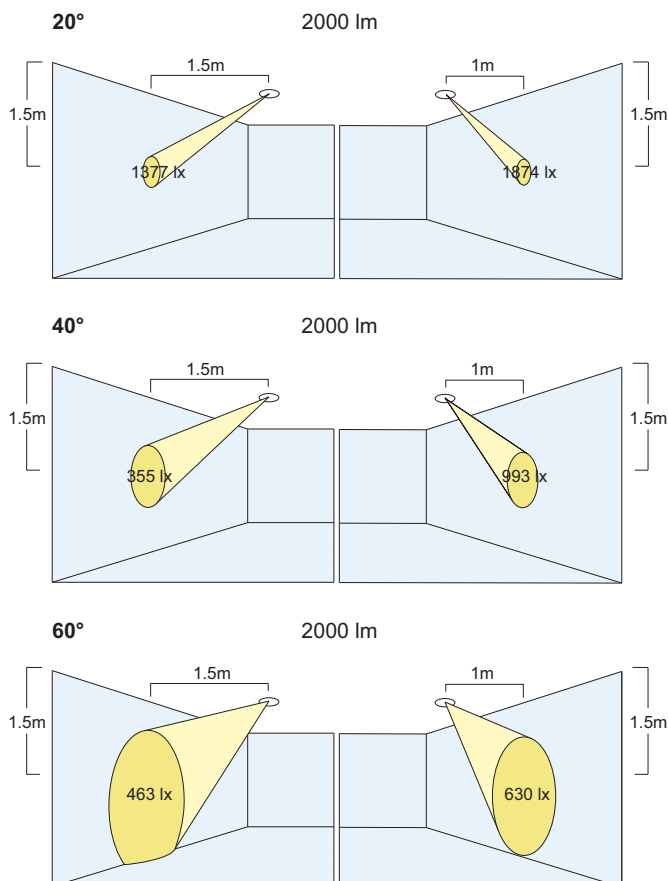 20° 2000 lm
1.5m 1m
1.5m 1.5m
1377 lx 1874 lx
40° 2000 lm
1.5m 1m
1.5m 1.5m
355 lx 993 lx
60° 2000 lm
1.5m 1m
1.5m 1.5m
463 lx 630 lx